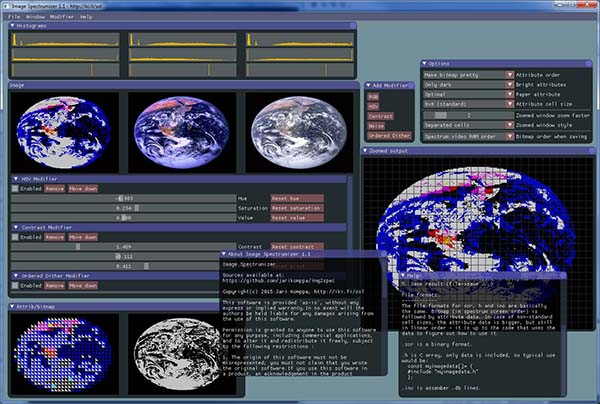 Image Spectrumizer 1.1 - http://iki.fi/sol
File Window Modifier Help
Histograms
Image
Add Modifier
RGB
HSV
Contrast
Noise
Ordered Dither
Options
Make bitmap pretty Attribute order
Only dark Bright attributes
Optimal Paper attribute
8x8 (standard) Attribute cell size
2 Zoomed window zoom factor
Separated cells Zoomed window style
Spectrum video RAM order Bitmap order when saving
HSV Modifier
Enabled Remove Move down
Hue Reset hue
0.234 Saturation Reset saturation
Value Reset value
Contrast Modifier
Enabled Remove Move down
1.469 Contrast Reset contrast
0.411
Ordered Dither Modifier
Enabled Remove Move down
Attrib/bitmap
Zoomed output
About Image Spectrumizer 1.1
Image Spectrumizer
Sources available at:
https://github.com/jarikomppa/img2spec
Copyright(c) 2015 Jari Komppa, http://iki.fi/sol
This software is provided 'as-is', without any
express or implied warranty. In no event will the
authors be held liable for any damages arising from
the use of this software.
Permission is granted to anyone to use this software
for any purpose, including commercial applications,
and to alter it and redistribute it freely, subject
to the following restrictions :
1. The origin of this software must not be
misrepresented; you must not claim that you wrote
the original software.If you use this software in
a product, an acknowledgement in the product
Help!
5. Save result (file->save
File formats:
The file formats for scr, h and inc are basically
the same. Bitmap (in spectrum screen order) is
followed by attribute data. In case of non-standard
cell sizes, the attribute data is bigger, but still
in linear order - it is up to the code that uses the
data to figure out how to use it.
.scr is a binary format.
.h is C array, only data is included, so typical use
would be:
const myimagedata[]= {
#include "myimagedata.h"
};
.inc is assember .db lines.